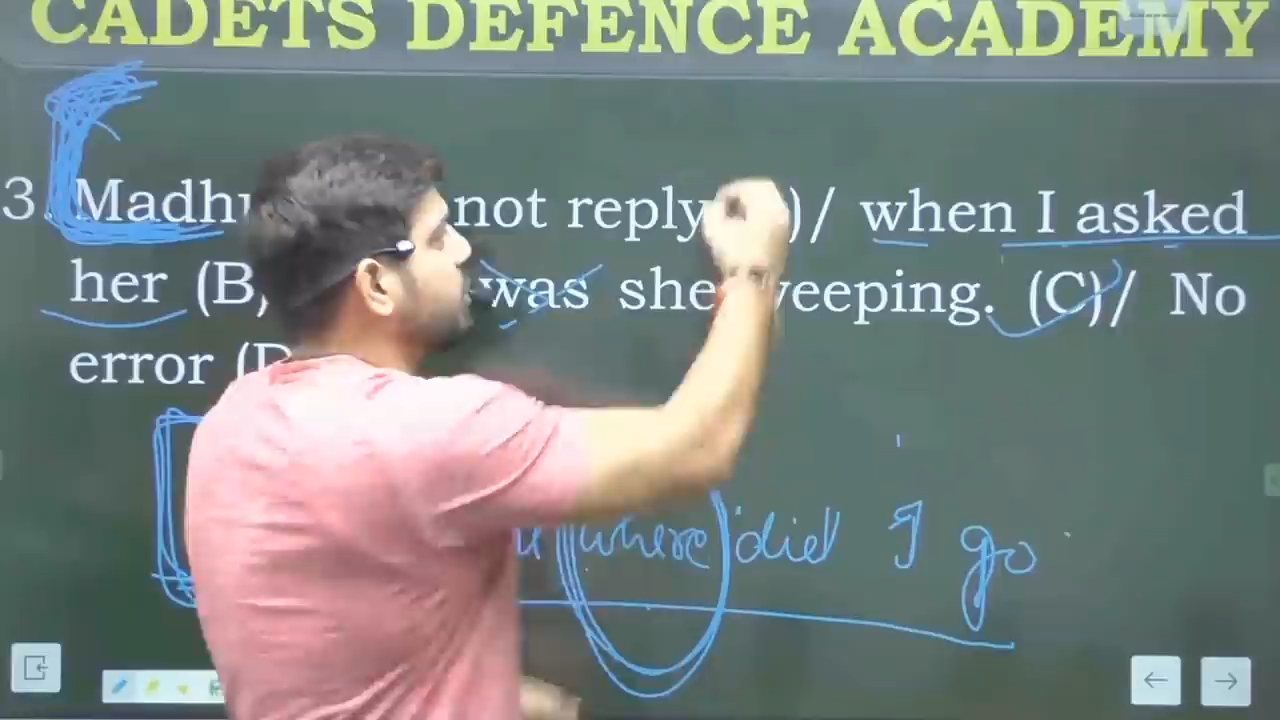 CADETS DEFENCE ACADEMY
3. Madhu not reply )/ when I asked
her (B) was she weeping. (C)/ No
error (D
where did I go